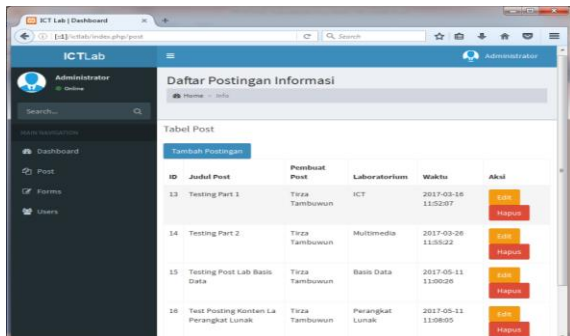 ICT Lab | Dashboard
[::1]/ictlab/index.php/post
Search
ICTLab
Administrator
Administrator
Online
Search...
MAIN NAVIGATION
Dashboard
Post
Forms
Users
Daftar Postingan Informasi
Home > Info
Tabel Post
Tambah Postingan
ID Judul Post Pembuat Post Laboratorium Waktu Aksi
13 Testing Part 1 Tirza Tambuwun ICT 2017-03-16 11:52:07 Edit
Hapus
14 Testing Part 2 Tirza Tambuwun Multimedia 2017-03-26 11:55:22 Edit
Hapus
15 Testing Post Lab Basis Data Tirza Tambuwun Basis Data 2017-05-11 11:00:26 Edit
Hapus
16 Test Posting Konten La Perangkat Lunak Tirza Tambuwun Perangkat Lunak 2017-05-11 11:08:05 Edit
Hapus